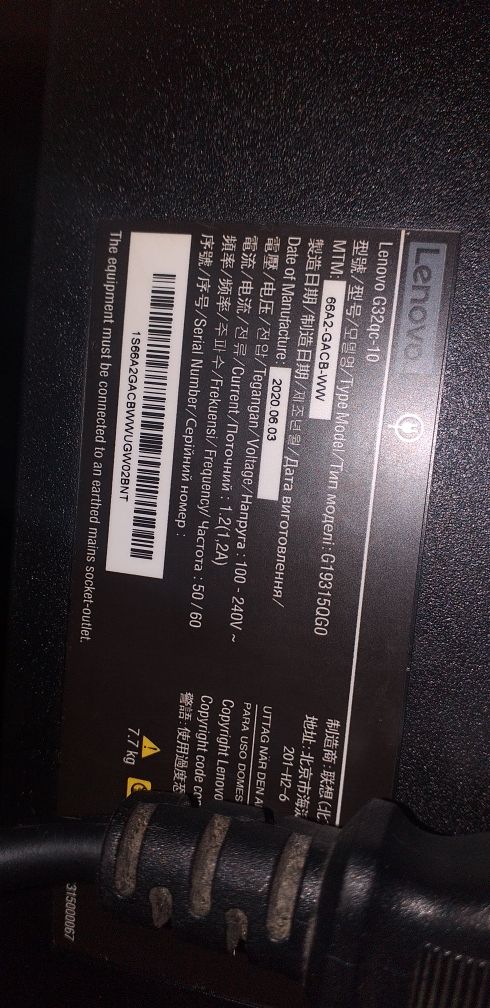 Lenovo
Lenovo G32qc-10
型號/型号/모델명/Type Model/Тип моделі: G19315QG0
MTM: 66A2-GACB-WW
製造日期/制造日期/제조년월/Дата виготовлення/
Date of Manufacture: 2020.06.03
電壓/电压/전압/Tegangan/Voltage/Напруга : 100 - 240V ~
電流/电流/전류/Current/Поточний : 1.2(1,2A)
頻率/频率/주파수/Frekuensi/Frequency/Частота : 50 / 60
序號/序号/Serial Number/Серійний номер :
1S66A2GACBWWUGW02BNT
The equipment must be connected to an earthed mains socket-outlet.
制造商: 联想(北
地址: 北京市海
201-H2-6
UTTAG NÄR DEN A
PARA USO DOMES
Copyright Lenovo
Copyright code co
警語:使用過度恐
7.7 kg
315000067